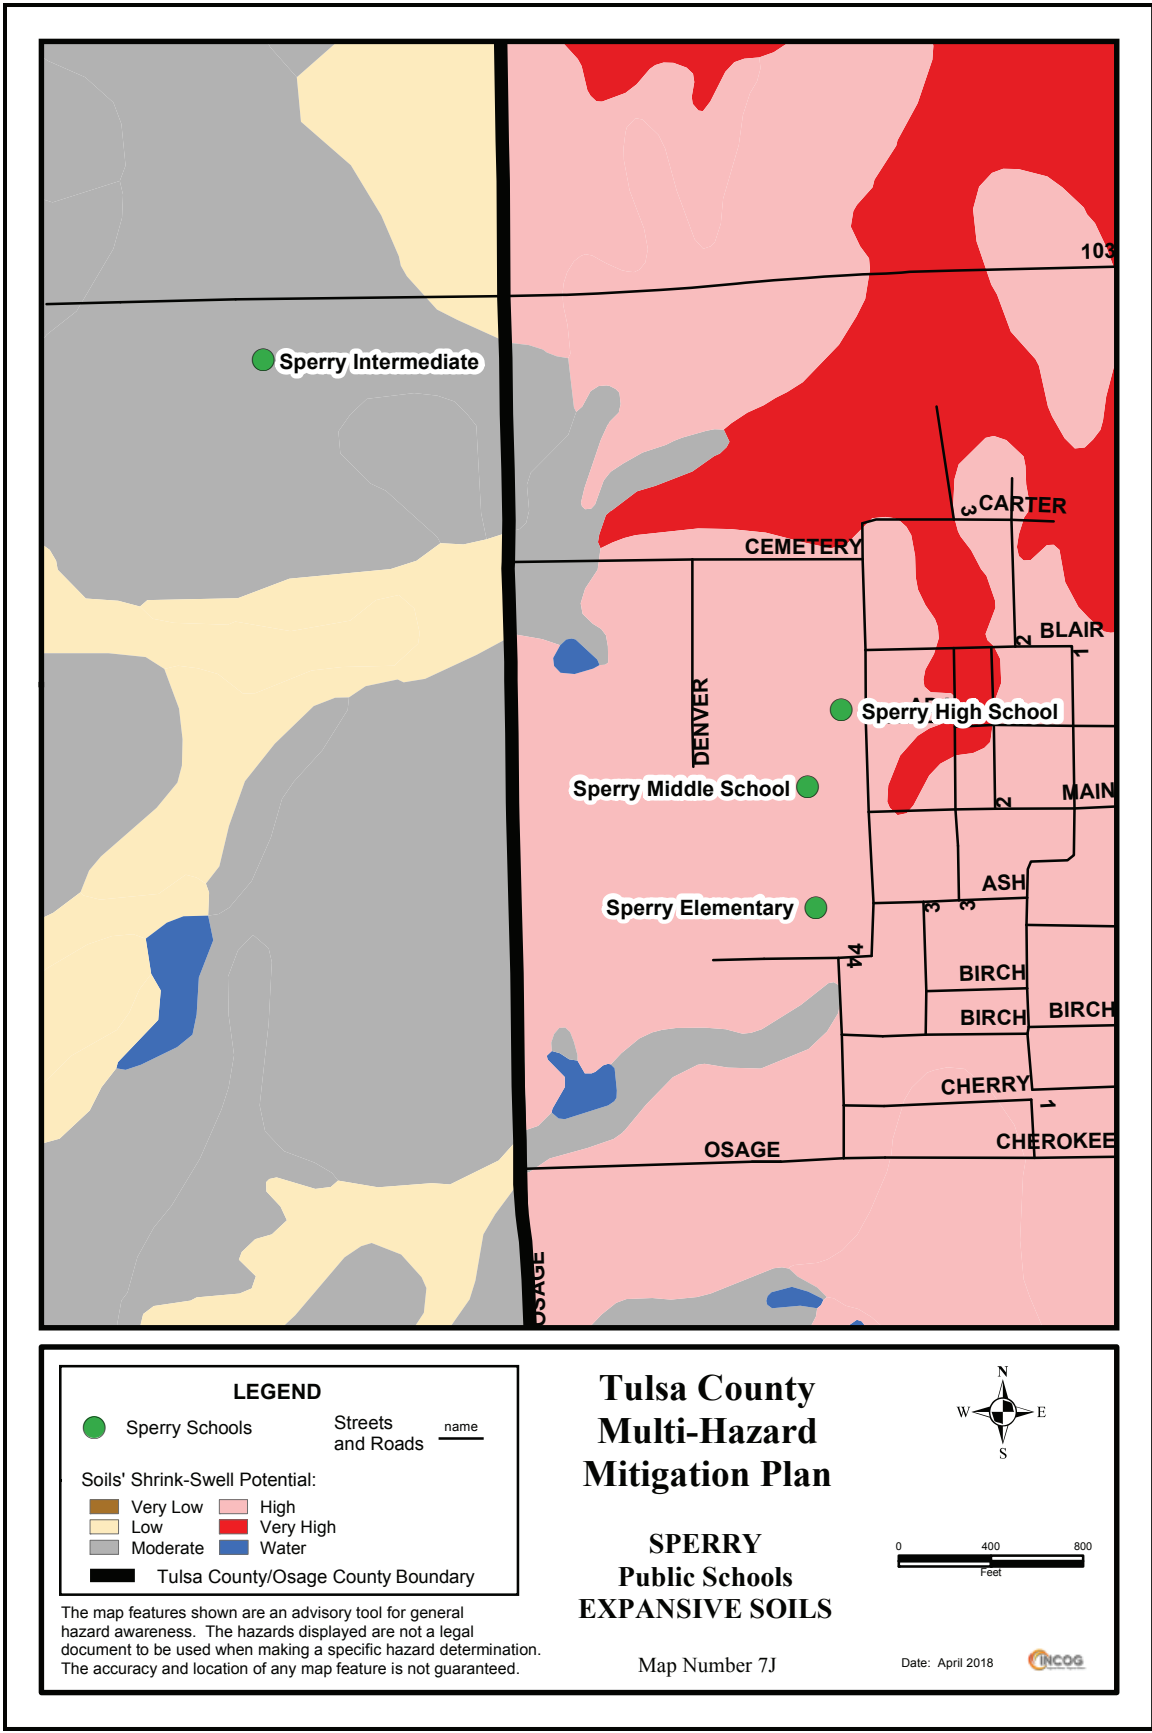 103
Sperry Intermediate
3
CARTER
CEMETERY
2
BLAIR
1
DENVER
Sperry High School
Sperry Middle School
2
MAIN
ASH
Sperry Elementary
3
3
4
4
BIRCH
BIRCH
BIRCH
CHERRY
1
OSAGE
CHEROKEE
OSAGE
LEGEND
Sperry Schools
Streets
and Roads
name
Soils' Shrink-Swell Potential:
Very Low
High
Low
Very High
Moderate
Water
Tulsa County/Osage County Boundary
The map features shown are an advisory tool for general
hazard awareness. The hazards displayed are not a legal
document to be used when making a specific hazard determination.
The accuracy and location of any map feature is not guaranteed.
Tulsa County
Multi-Hazard
Mitigation Plan
SPERRY
Public Schools
EXPANSIVE SOILS
Map Number 7J
N
W
E
S
0 400 800
Feet
Date: April 2018
INCOG